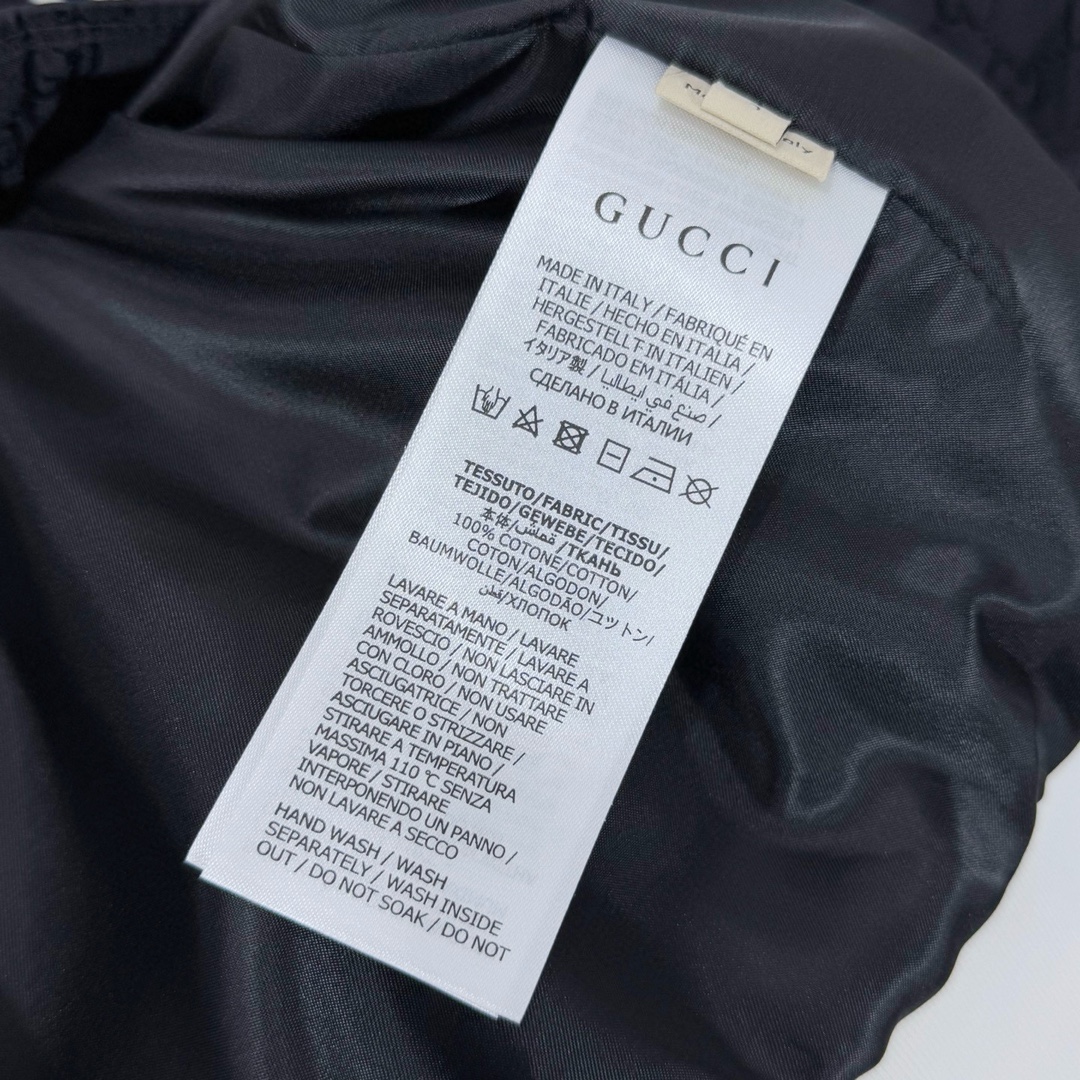 GUCCI
MADE IN ITALY / FABRIQUÉ EN
ITALIE / HECHO EN ITALIA /
HERGESTELLT IN ITALIEN /
FABRICADO EM ITÁLIA /
イタリア製 / صنع في إيطاليا /
СДЕЛАНО В ИТАЛИИ
TESSUTO/FABRIC/TISSU/
TEJIDO/GEWEBE/TECIDO/
本体/قماش/ТКАНЬ
100% COTONE/COTTON/
COTON/ALGODON/
BAUMWOLLE/ALGODÃO/ユットン/
قطن/ХЛОПОК
LAVARE A MANO / LAVARE
SEPARATAMENTE / LAVARE A
ROVESCIO / NON LASCIARE IN
AMMOLLO / NON TRATTARE
CON CLORO / NON USARE
ASCIUGATRICE / NON
TORCERE O STRIZZARE /
ASCIUGARE IN PIANO /
STIRARE A TEMPERATURA
MASSIMA 110 °C SENZA
VAPORE / STIRARE
INTERPONENDO UN PANNO /
NON LAVARE A SECCO
HAND WASH / WASH
SEPARATELY / WASH INSIDE
OUT / DO NOT SOAK / DO NOT